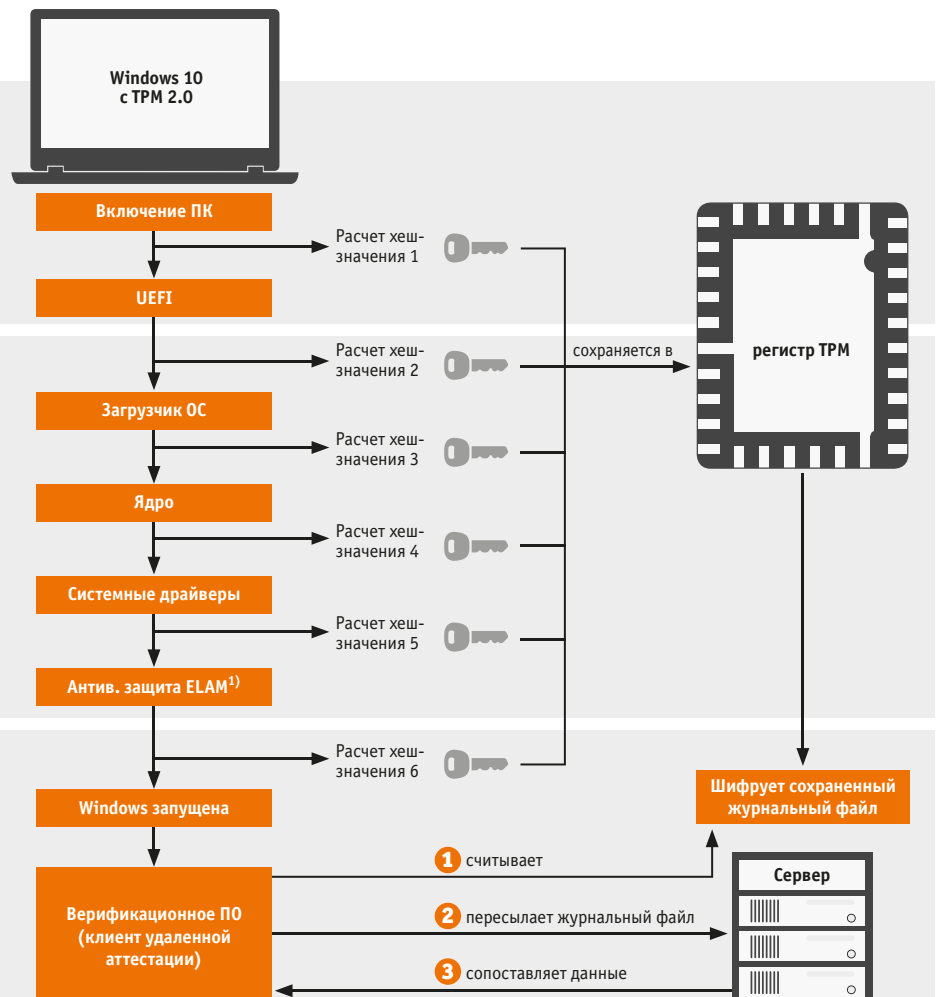 Windows 10
с TPM 2.0
Включение ПК
Расчет хеш-
значения 1
UEFI
Расчет хеш-
значения 2
сохраняется в
регистр TPM
Загрузчик ОС
Расчет хеш-
значения 3
Ядро
Расчет хеш-
значения 4
Системные драйверы
Расчет хеш-
значения 5
Антив. защита ELAM1)
Расчет хеш-
значения 6
Шифрует сохраненный
журнальный файл
Windows запущена
1 считывает
Сервер
Верификационное ПО
(клиент удаленной
аттестации)
2 пересылает журнальный файл
3 сопоставляет данные